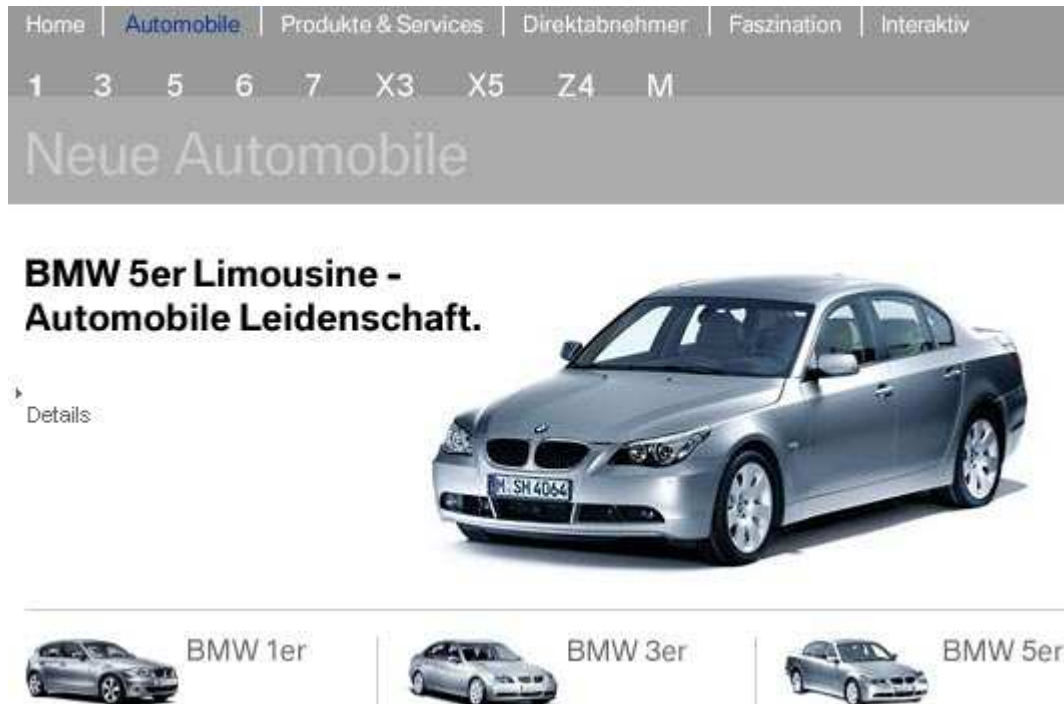 Home | Automobile | Produkte & Services | Direktabnehmer | Faszination | Interaktiv
1 3 5 6 7 X3 X5 Z4 M
Neue Automobile
BMW 5er Limousine -
Automobile Leidenschaft.
Details
M SH 4064
BMW 1er
BMW 3er
BMW 5er